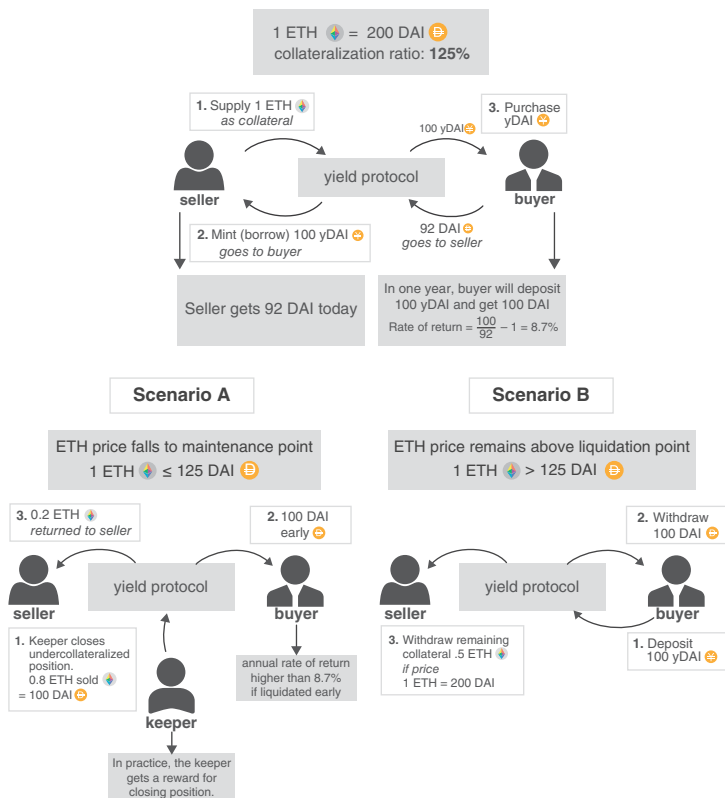 1 ETH = 200 DAI
collateralization ratio: 125%
1. Supply 1 ETH
as collateral
3. Purchase
yDAI
100 yDAI
yield protocol
seller
buyer
2. Mint (borrow) 100 yDAI
goes to buyer
92 DAI
goes to seller
Seller gets 92 DAI today
In one year, buyer will deposit
100 yDAI and get 100 DAI
Rate of return = 100/92 – 1 = 8.7%
Scenario A
ETH price falls to maintenance point
1 ETH ≤ 125 DAI
3. 0.2 ETH
returned to seller
2. 100 DAI
early
yield protocol
seller
buyer
1. Keeper closes
undercollateralized
position.
0.8 ETH sold
= 100 DAI
keeper
annual rate of return
higher than 8.7%
if liquidated early
In practice, the keeper
gets a reward for
closing position.
Scenario B
ETH price remains above liquidation point
1 ETH > 125 DAI
2. Withdraw
100 DAI
yield protocol
seller
buyer
3. Withdraw remaining
collateral .5 ETH
if price
1 ETH = 200 DAI
1. Deposit
100 yDAI